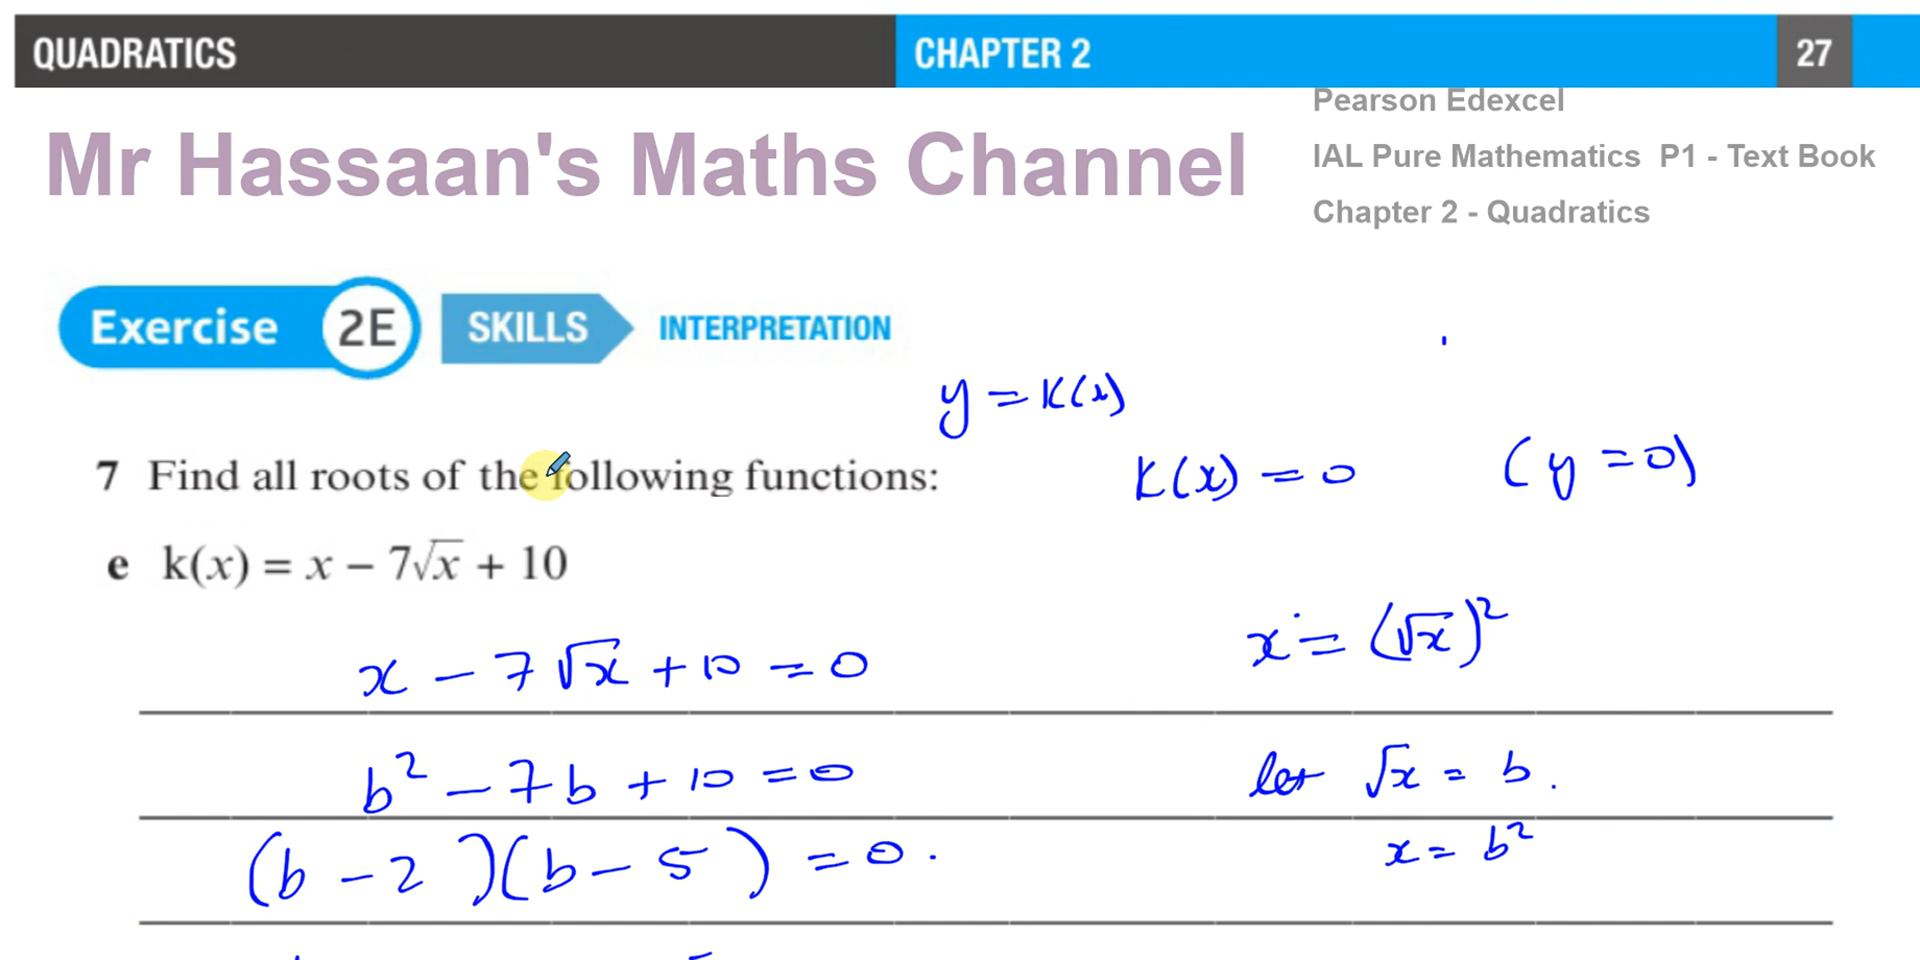 QUADRATICS CHAPTER 2 27
Pearson Edexcel
Mr Hassaan's Maths Channel
IAL Pure Mathematics P1 - Text Book
Chapter 2 - Quadratics
Exercise 2E SKILLS INTERPRETATION
y = k(x)
7 Find all roots of the following functions:
k(x) = 0 (y = 0)
e k(x) = x − 7√x + 10
x − 7√x + 10 = 0 x = (√x)²
b² − 7b + 10 = 0 let √x = b.
(b − 2)(b − 5) = 0. x = b²